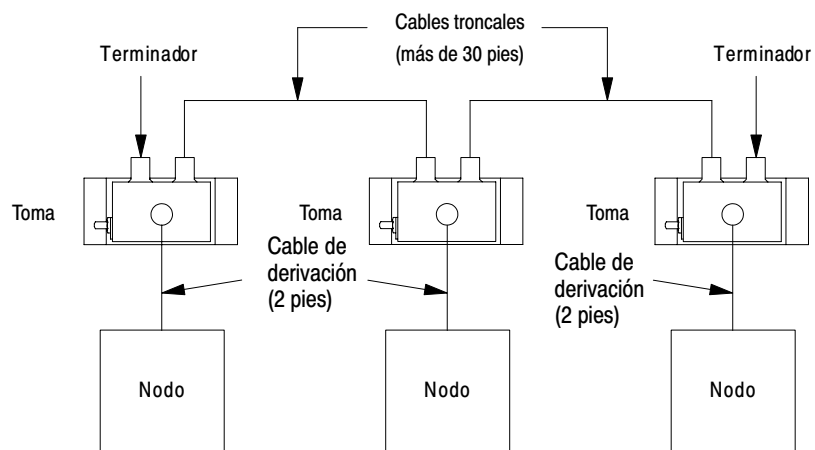 Cables troncales
(más de 30 pies)
Terminador
Terminador
Toma
Toma
Toma
Cable de
derivación
(2 pies)
Cable de
derivación
(2 pies)
Nodo
Nodo
Nodo